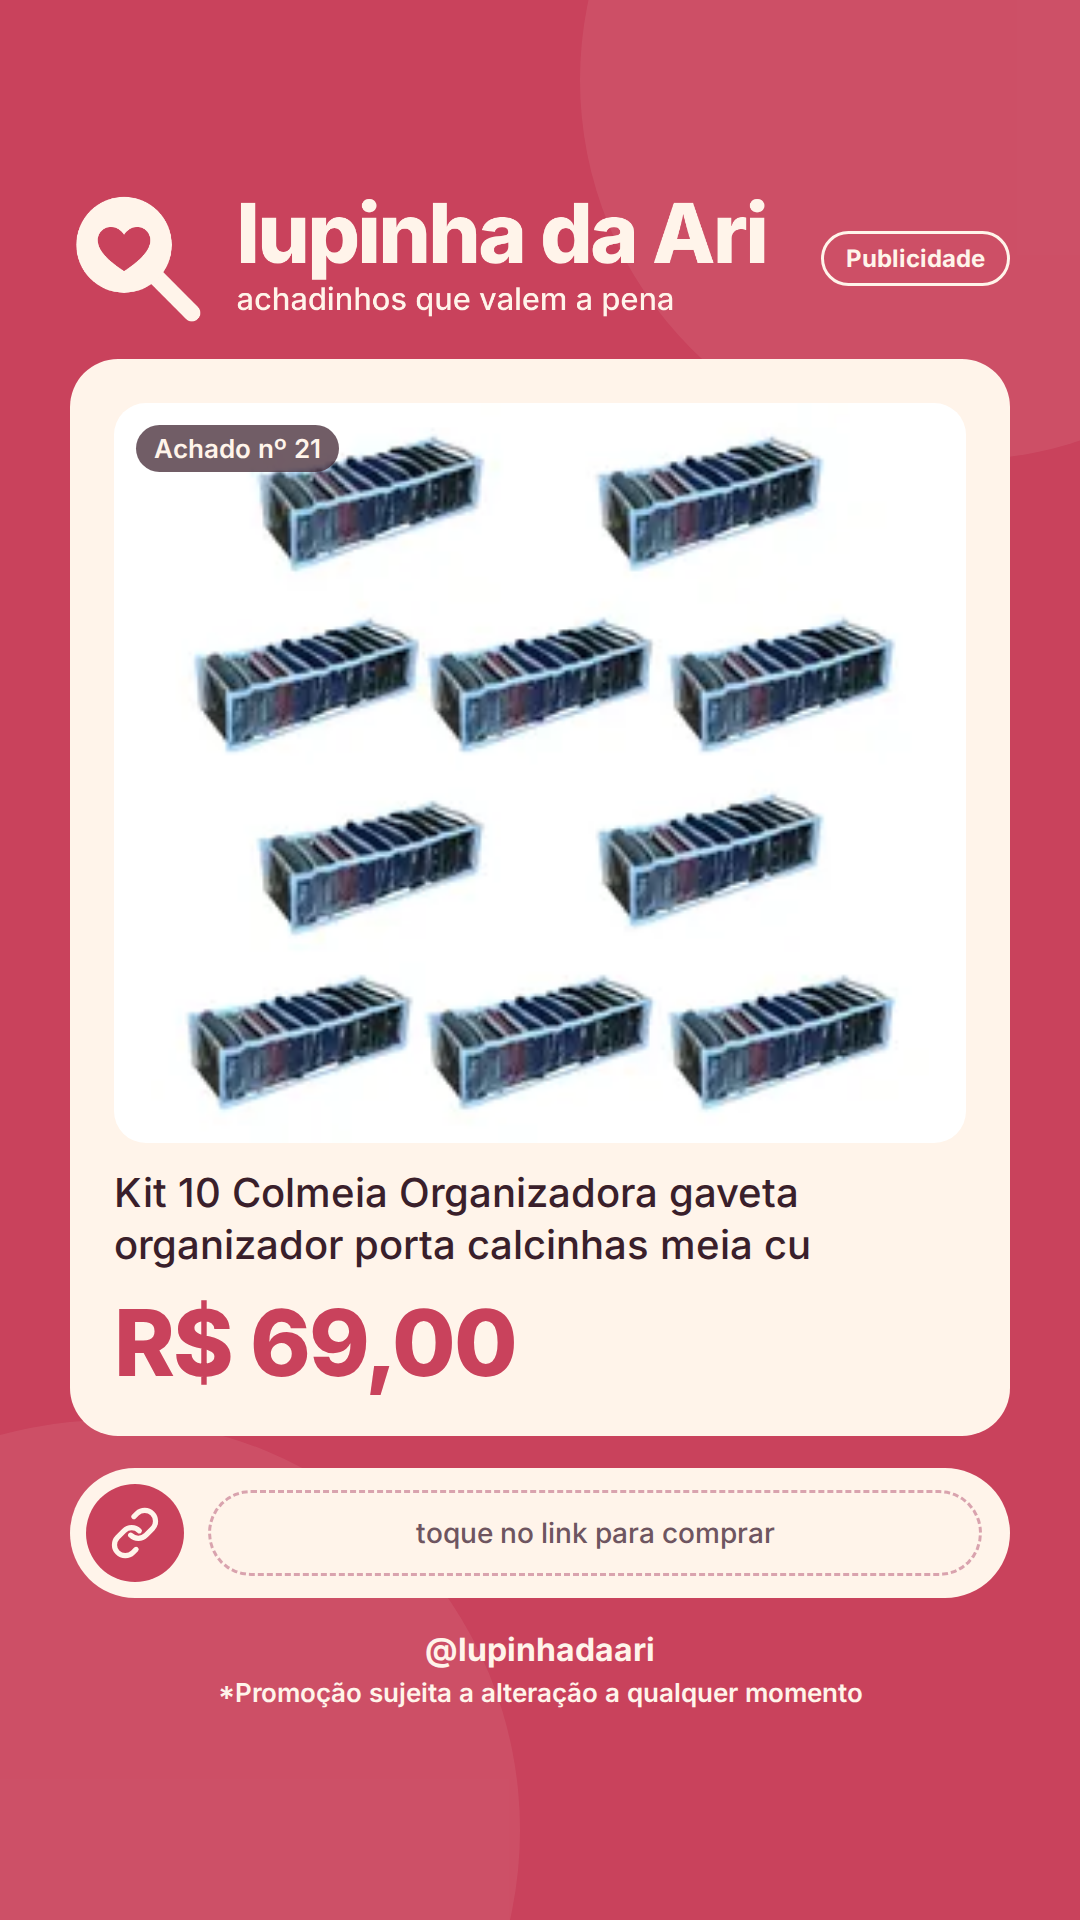 lupinha da Ari
achadinhos que valem a pena
Publicidade
Achado nº 21
Kit 10 Colmeia Organizadora gaveta
organizador porta calcinhas meia cu
R$ 69,00
toque no link para comprar
@lupinhadaari
*Promoção sujeita a alteração a qualquer momento